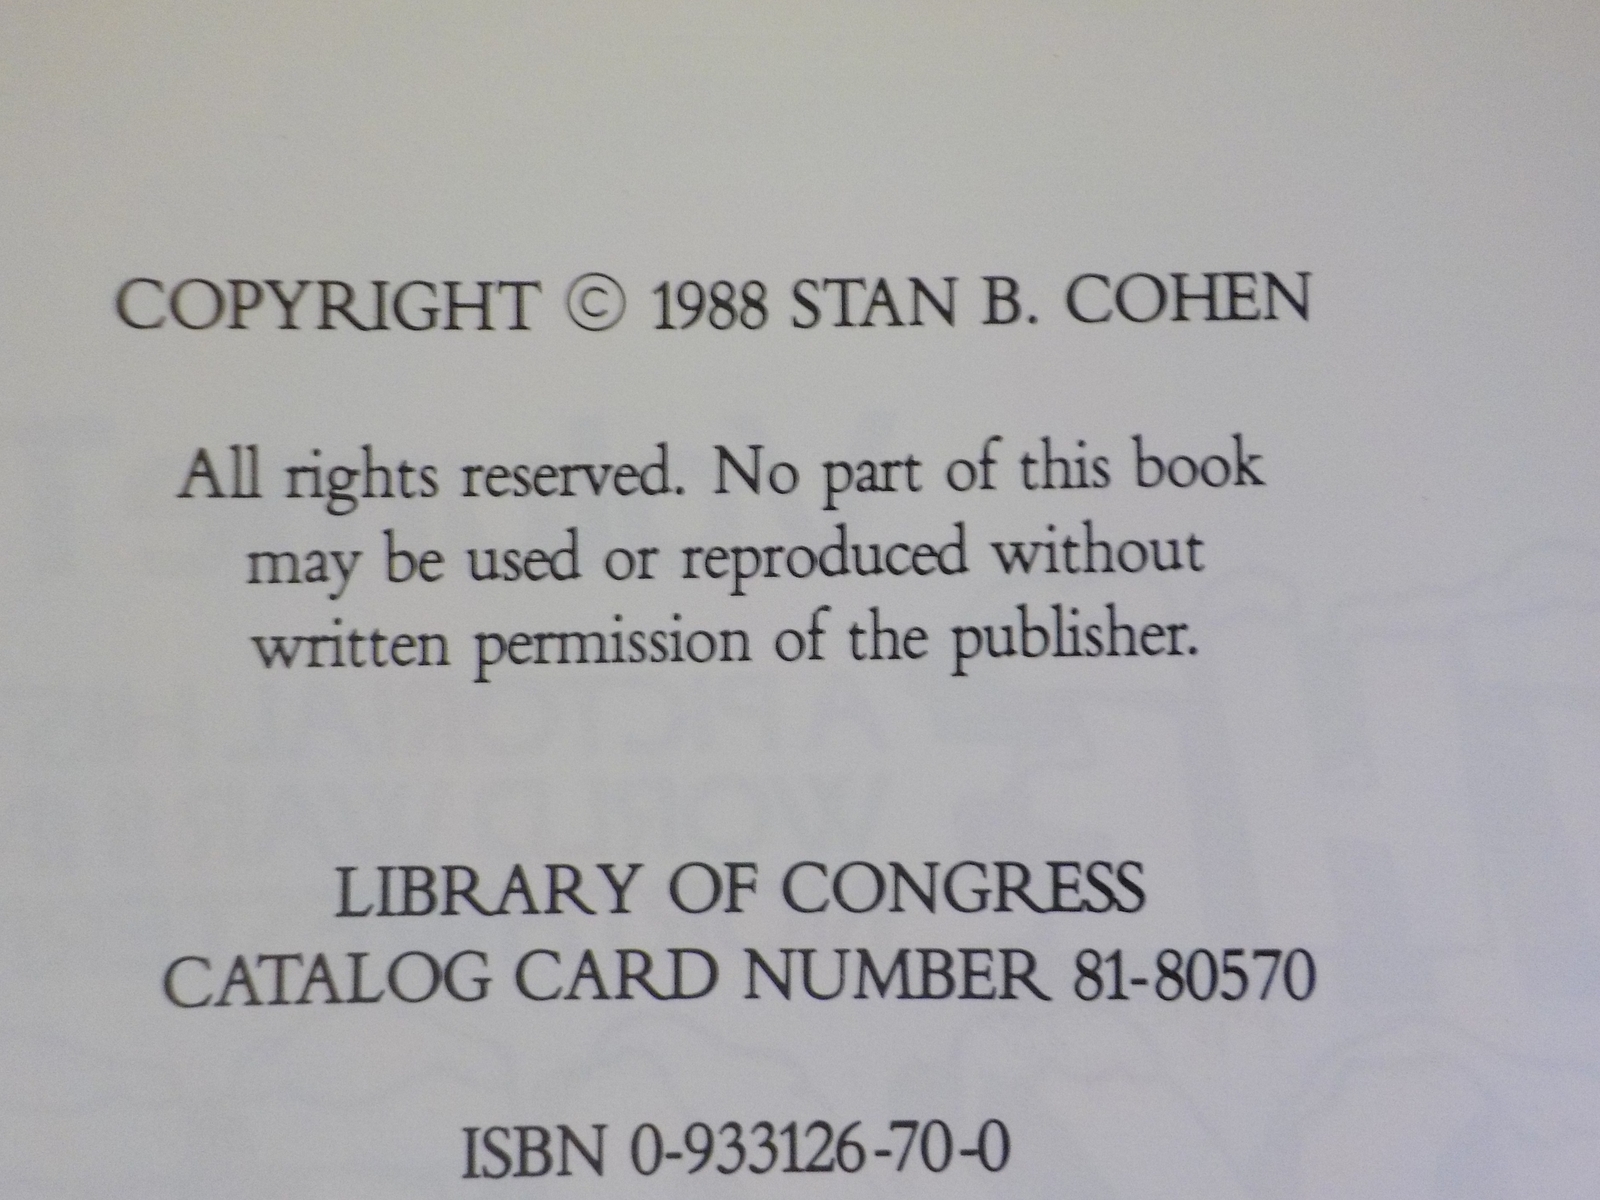 COPYRIGHT © 1988 STAN B. COHEN
All rights reserved. No part of this book
may be used or reproduced without
written permission of the publisher.
LIBRARY OF CONGRESS
CATALOG CARD NUMBER 81-80570
ISBN 0-933126-70-0